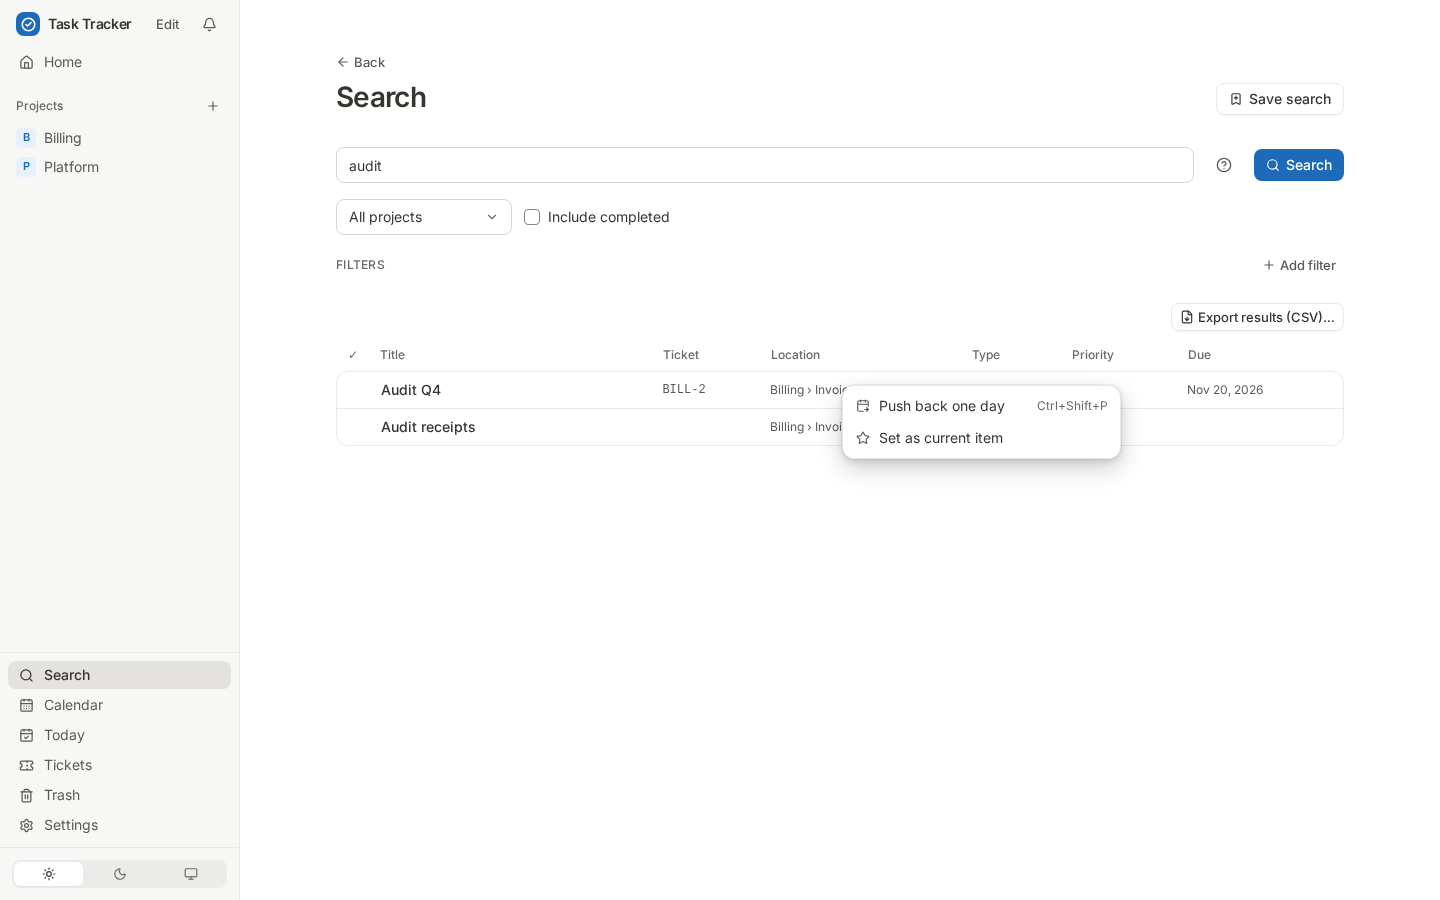 Task Tracker
Edit
Home
Projects
B Billing
P Platform
Search
Calendar
Today
Tickets
Trash
Settings
Back
Search
Save search
audit
Search
All projects
Include completed
FILTERS
Add filter
Export results (CSV)...
✓ Title Ticket Location Type Priority Due
Audit Q4 BILL-2 Billing › Nov 20, 2026
Audit receipts Billing ›
Push back one day Ctrl+Shift+P
Set as current item